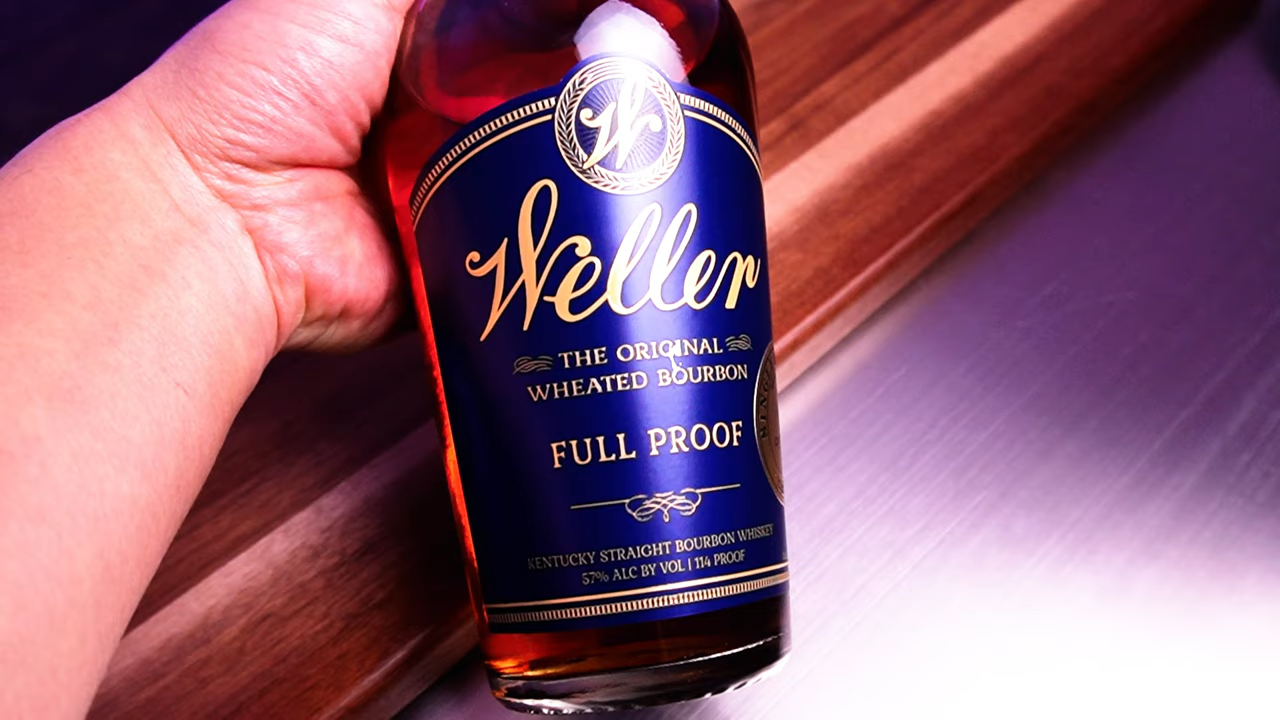 W
Weller
THE ORIGINAL
WHEATED BOURBON
FULL PROOF
KENTUCKY STRAIGHT BOURBON WHISKEY
57% ALC BY VOL | 114 PROOF